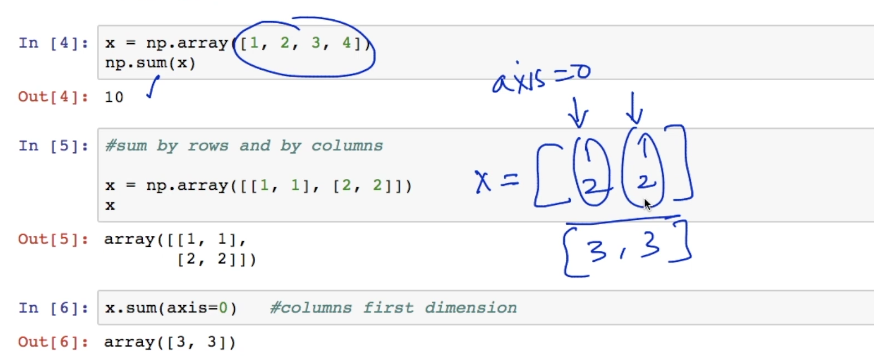 In [4]: x = np.array([1, 2, 3, 4])
np.sum(x)
Out[4]: 10
axis=0
In [5]: #sum by rows and by columns
x = np.array([[1, 1], [2, 2]])
x
x = [1 1
2 2]
[3, 3]
Out[5]: array([[1, 1],
[2, 2]])
In [6]: x.sum(axis=0) #columns first dimension
Out[6]: array([3, 3])